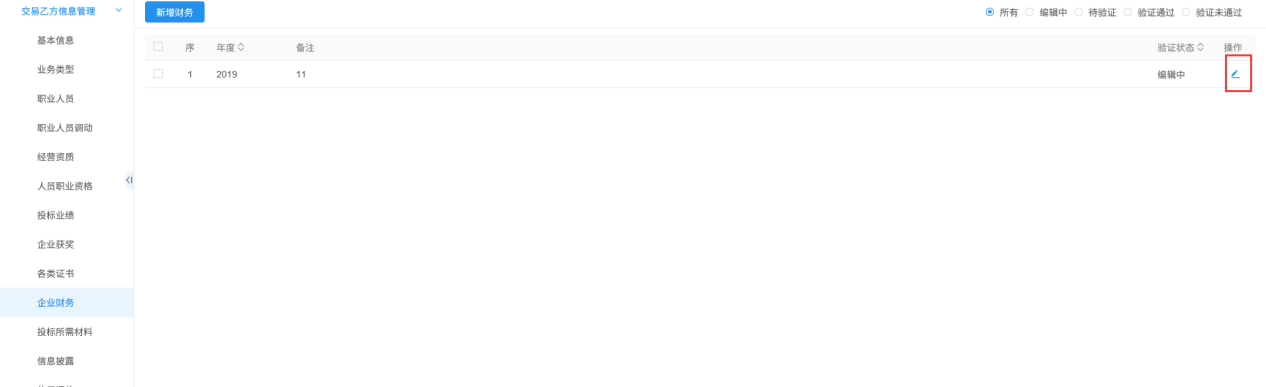 交易乙方信息管理
新增财务
所有 编辑中 待验证 验证通过 验证未通过
基本信息
业务类型
职业人员
职业人员调动
经营资质
人员职业资格
投标业绩
企业获奖
各类证书
企业财务
投标所需材料
信息披露
序 年度 备注 验证状态 操作
1 2019 11 编辑中